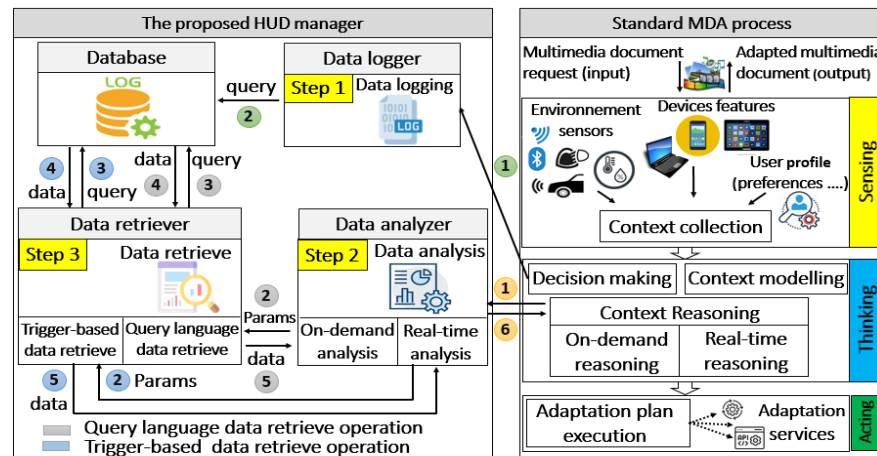 The proposed HUD manager
Database
LOG
query
2
Data logger
Step 1
Data logging
LOG
4
3
data
query
data
query
4
3
Data retriever
Step 3
Data retrieve
Trigger-based
data retrieve
Query language
data retrieve
2
Params
data
5
Data analyzer
Step 2
Data analysis
On-demand
analysis
Real-time
analysis
5
data
2
Params
Query language data retrieve operation
Trigger-based data retrieve operation
1
1
6
Standard MDA process
Multimedia document
request (input)
Adapted multimedia
document (output)
Environnement
sensors
Devices features
User profile
(preferences ....)
Context collection
Sensing
Decision making
Context modelling
Context Reasoning
On-demand
reasoning
Real-time
reasoning
Thinking
Adaptation plan
execution
Adaptation
services
API
Acting